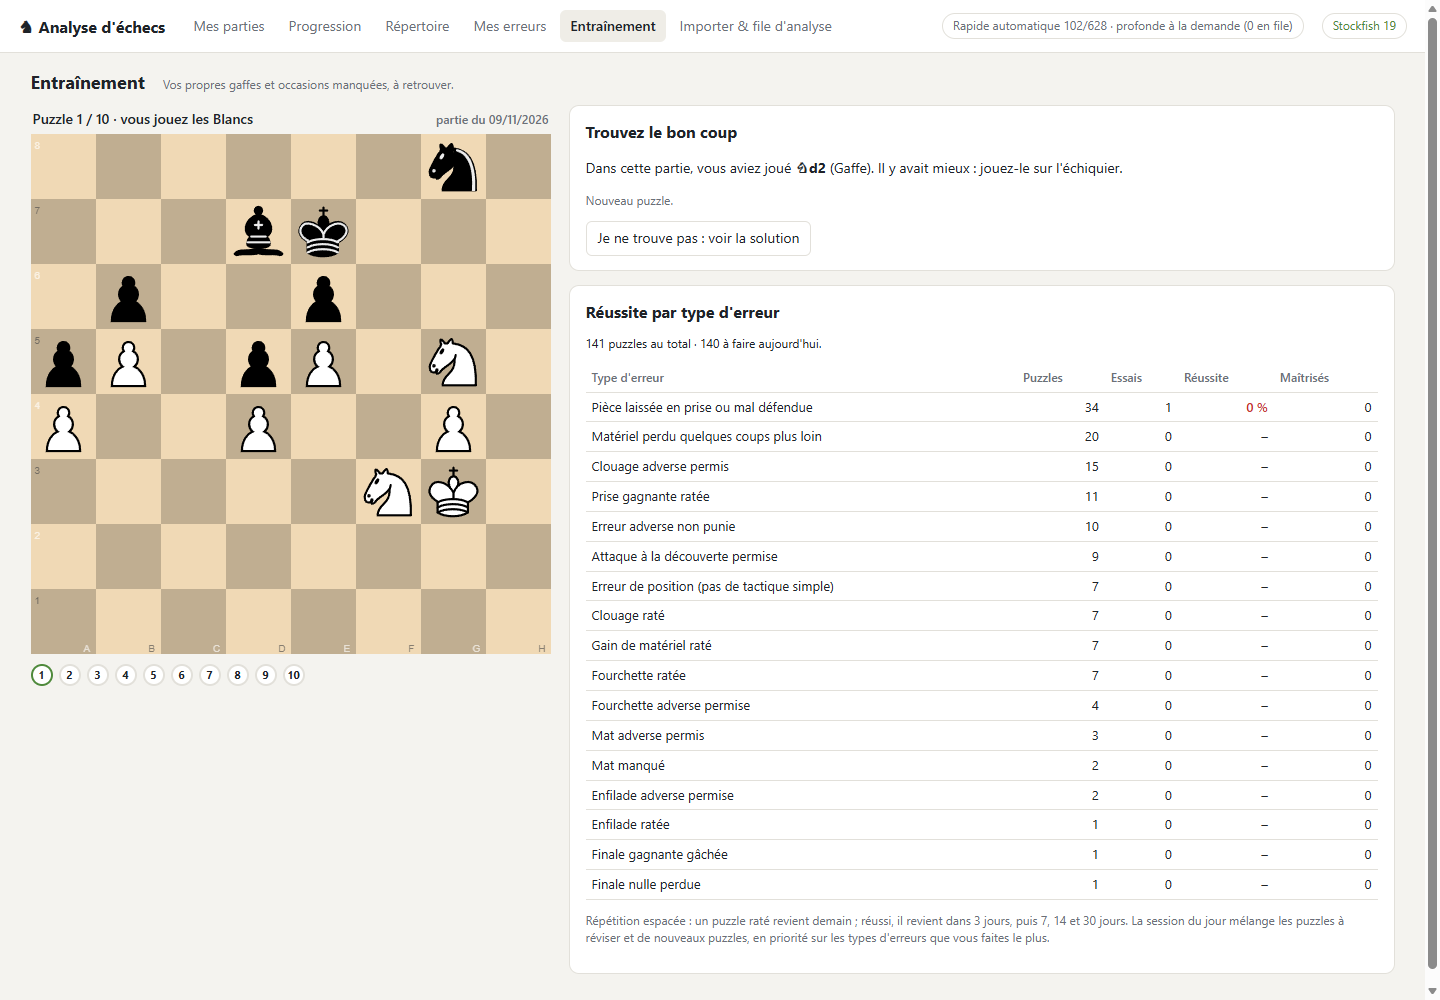 Analyse d'échecs Mes parties Progression Répertoire Mes erreurs Entraînement Importer & file d'analyse Rapide automatique 102/628 · profonde à la demande (0 en file) Stockfish 19
Entraînement Vos propres gaffes et occasions manquées, à retrouver.
Puzzle 1 / 10 · vous jouez les Blancs partie du 09/11/2026
8
7
6
5
4
3
2
1
A B C D E F G H
1 2 3 4 5 6 7 8 9 10
Trouvez le bon coup
Dans cette partie, vous aviez joué ♘d2 (Gaffe). Il y avait mieux : jouez-le sur l'échiquier.
Nouveau puzzle.
Je ne trouve pas : voir la solution
Réussite par type d'erreur
141 puzzles au total · 140 à faire aujourd'hui.
Type d'erreur Puzzles Essais Réussite Maîtrisés
Pièce laissée en prise ou mal défendue 34 1 0 % 0
Matériel perdu quelques coups plus loin 20 0 – 0
Clouage adverse permis 15 0 – 0
Prise gagnante ratée 11 0 – 0
Erreur adverse non punie 10 0 – 0
Attaque à la découverte permise 9 0 – 0
Erreur de position (pas de tactique simple) 7 0 – 0
Clouage raté 7 0 – 0
Gain de matériel raté 7 0 – 0
Fourchette ratée 7 0 – 0
Fourchette adverse permise 4 0 – 0
Mat adverse permis 3 0 – 0
Mat manqué 2 0 – 0
Enfilade adverse permise 2 0 – 0
Enfilade ratée 1 0 – 0
Finale gagnante gâchée 1 0 – 0
Finale nulle perdue 1 0 – 0
Répétition espacée : un puzzle raté revient demain ; réussi, il revient dans 3 jours, puis 7, 14 et 30 jours. La session du jour mélange les puzzles à
réviser et de nouveaux puzzles, en priorité sur les types d'erreurs que vous faites le plus.